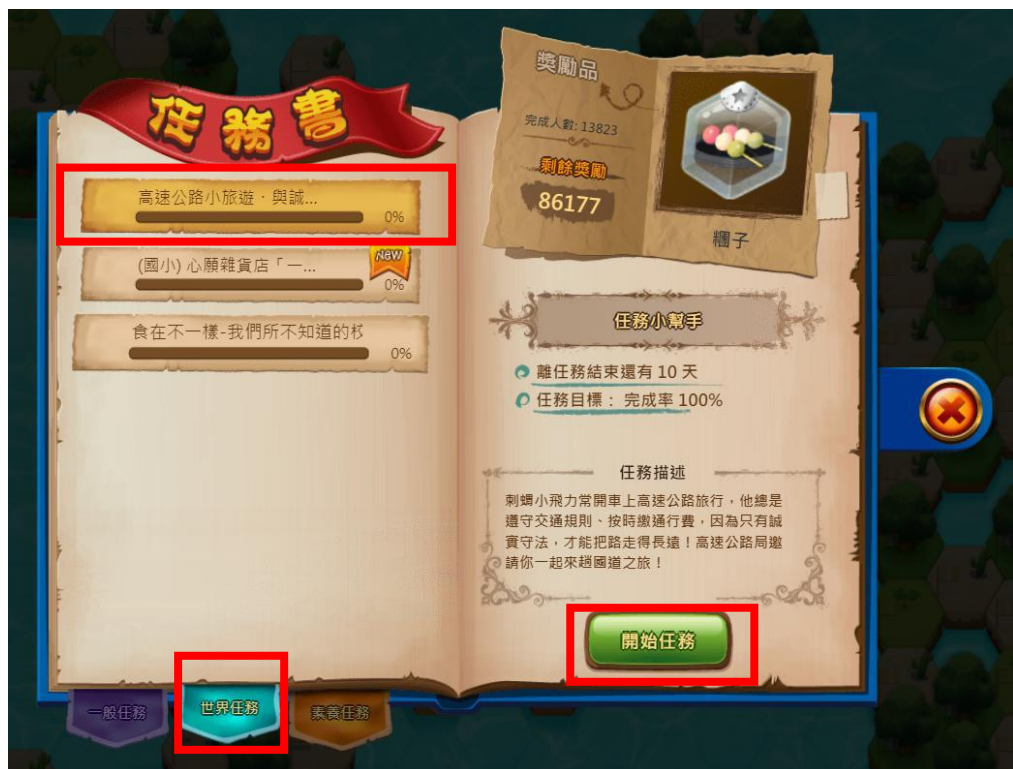 任務書
高速公路小旅遊．與誠...
0%
(國小) 心願雜貨店「一...
NEW
0%
食在不一樣-我們所不知道的
0%
一般任務
世界任務
素養任務
獎勵品
完成人數: 13823
剩餘獎勵
86177
糰子
任務小幫手
離任務結束還有 10 天
任務目標： 完成率 100%
任務描述
刺蝟小飛力常開車上高速公路旅行，他總是
遵守交通規則、按時繳通行費，因為只有誠
實守法，才能把路走得長遠！高速公路局邀
請你一起來趟國道之旅！
開始任務